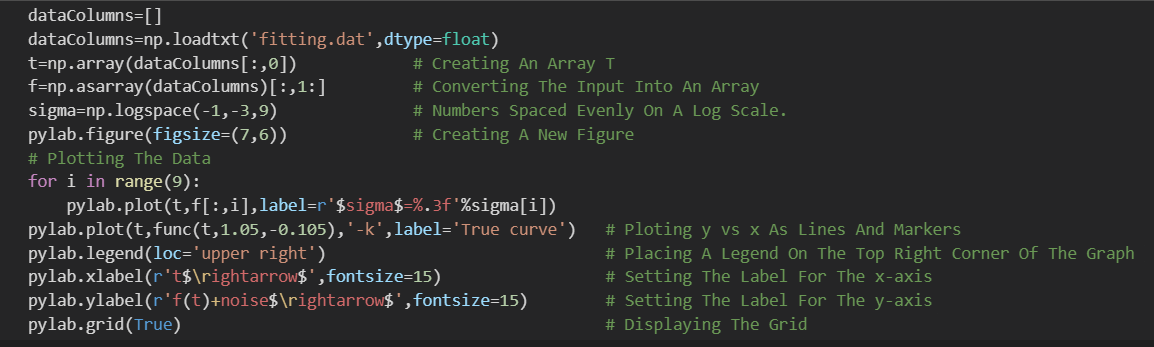 dataColumns=[]
dataColumns=np.loadtxt('fitting.dat',dtype=float)
t=np.array(dataColumns[:,0])            # Creating An Array T
f=np.asarray(dataColumns)[:,1:]         # Converting The Input Into An Array
sigma=np.logspace(-1,-3,9)              # Numbers Spaced Evenly On A Log Scale.
pylab.figure(figsize=(7,6))             # Creating A New Figure
# Plotting The Data
for i in range(9):
    pylab.plot(t,f[:,i],label=r'$sigma$=%.3f'%sigma[i])
pylab.plot(t,func(t,1.05,-0.105),'-k',label='True curve')   # Ploting y vs x As Lines And Markers
pylab.legend(loc='upper right')                             # Placing A Legend On The Top Right Corner Of The Graph
pylab.xlabel(r't$\rightarrow$',fontsize=15)                 # Setting The Label For The x-axis
pylab.ylabel(r'f(t)+noise$\rightarrow$',fontsize=15)        # Setting The Label For The y-axis
pylab.grid(True)                                            # Displaying The Grid